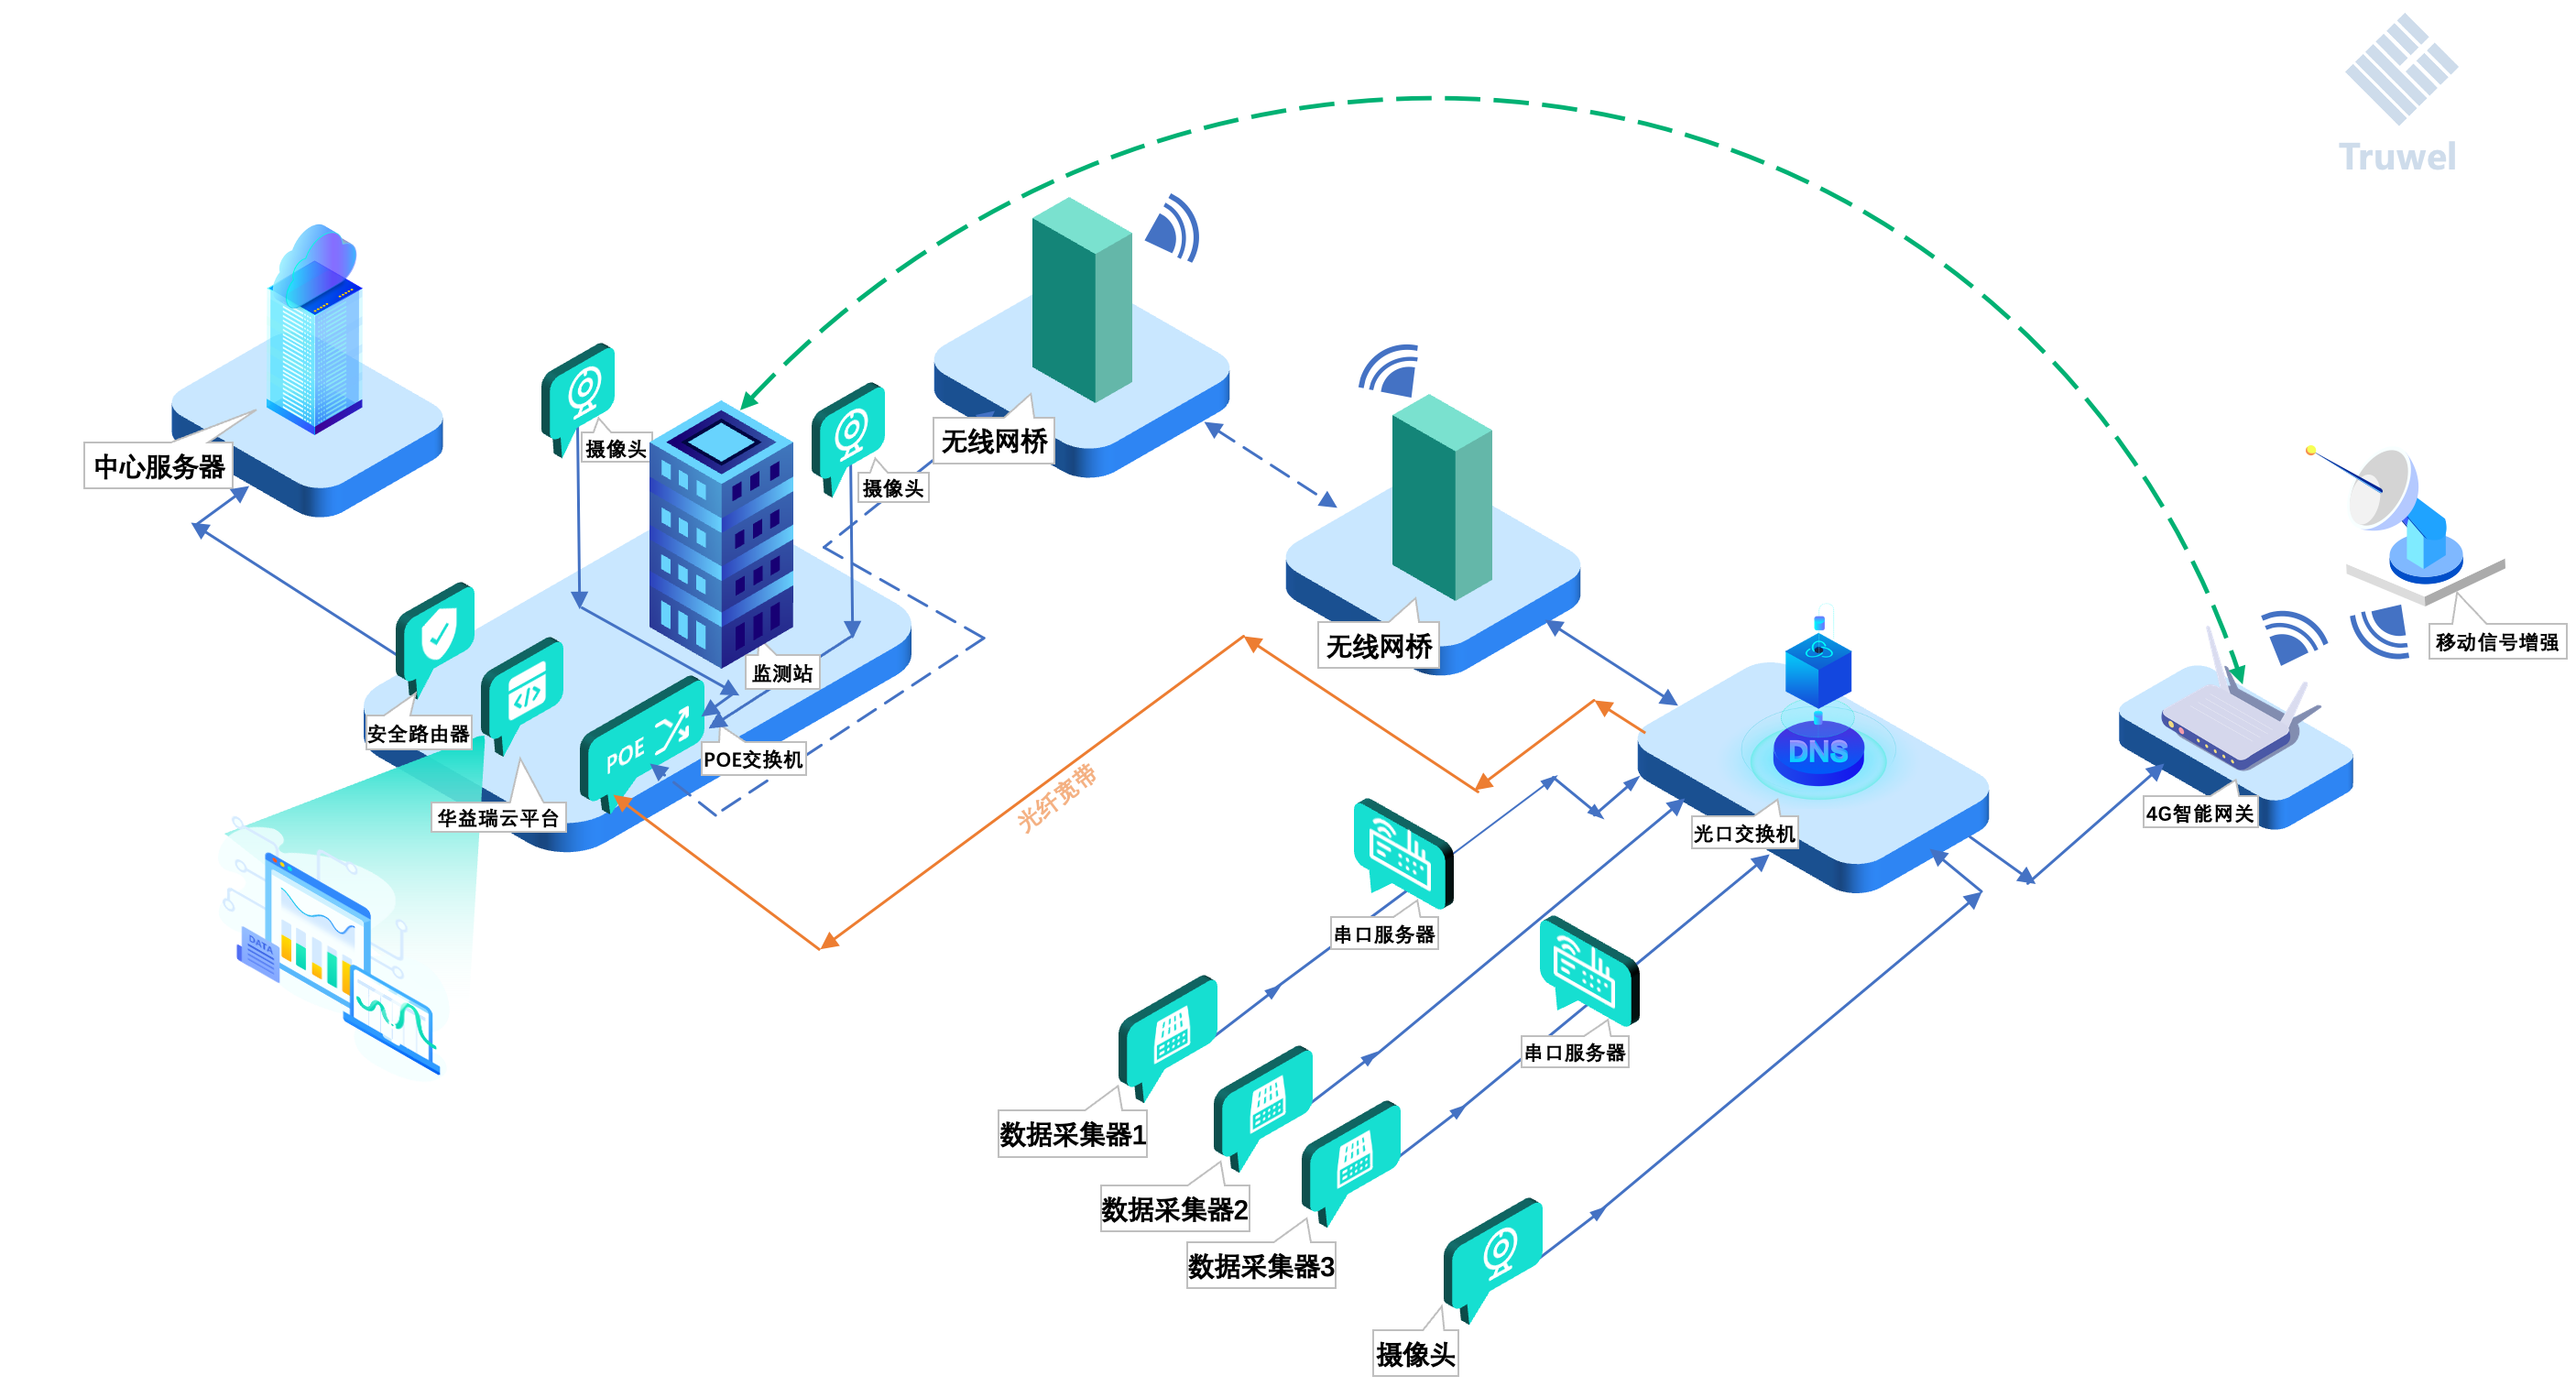 Truwel
中心服务器
摄像头
摄像头
无线网桥
无线网桥
移动信号增强
监测站
安全路由器
POE
POE交换机
华益瑞云平台
光纤宽带
DNS
光口交换机
4G智能网关
串口服务器
串口服务器
DATA
数据采集器1
数据采集器2
数据采集器3
摄像头